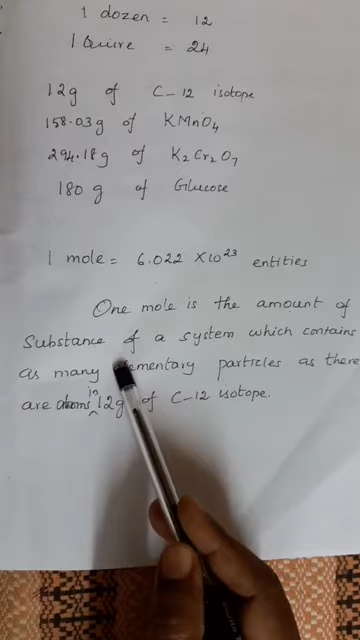 1 dozen = 12
1 Quire = 24
12g of C-12 isotope
158.03g of KMnO4
294.18g of K2Cr2O7
180 g of Glucose
1 mole = 6.022 X10²³ entities
One mole is the amount of
Substance of a system which contains
as many elementary particles as there
are atoms in 12g of C-12 isotope.